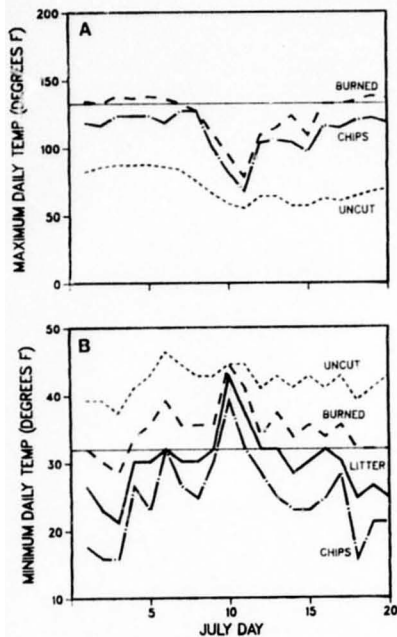 A
MAXIMUM DAILY TEMP (DEGREES F)
200
150
100
50
0
BURNED
CHIPS
UNCUT
B
MINIMUM DAILY TEMP (DEGREES F)
50
40
30
20
10
UNCUT
BURNED
LITTER
CHIPS
5
10
15
20
JULY DAY